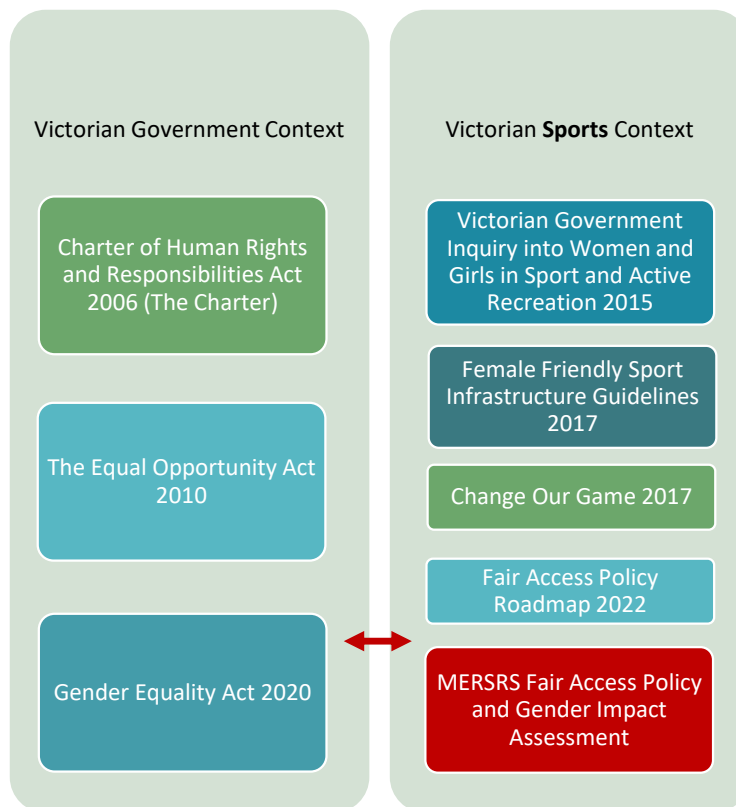 Victorian Government Context
Charter of Human Rights
and Responsibilities Act
2006 (The Charter)
The Equal Opportunity Act
2010
Gender Equality Act 2020
Victorian Sports Context
Victorian Government
Inquiry into Women and
Girls in Sport and Active
Recreation 2015
Female Friendly Sport
Infrastructure Guidelines
2017
Change Our Game 2017
Fair Access Policy
Roadmap 2022
MERSRS Fair Access Policy
and Gender Impact
Assessment